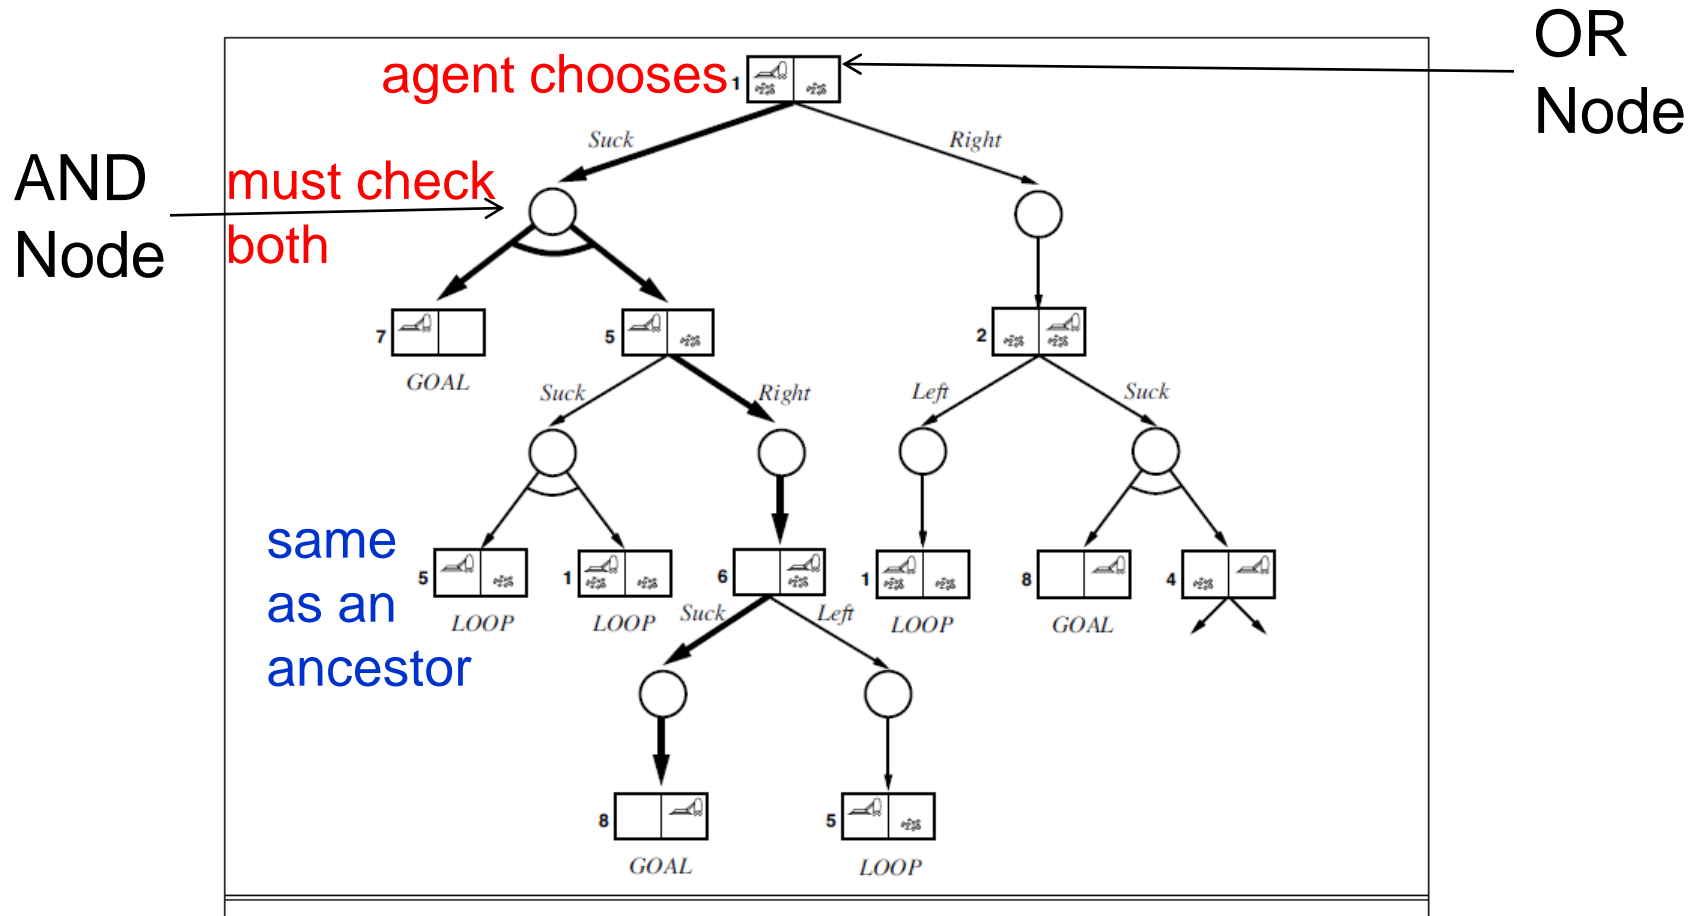 OR
Node
agent chooses
1
Suck
Right
AND
Node
must check
both
7
5
2
GOAL
Suck
Right
Left
Suck
same
as an
ancestor
5
1
6
1
8
4
LOOP
LOOP
Suck
Left
LOOP
GOAL
8
5
GOAL
LOOP